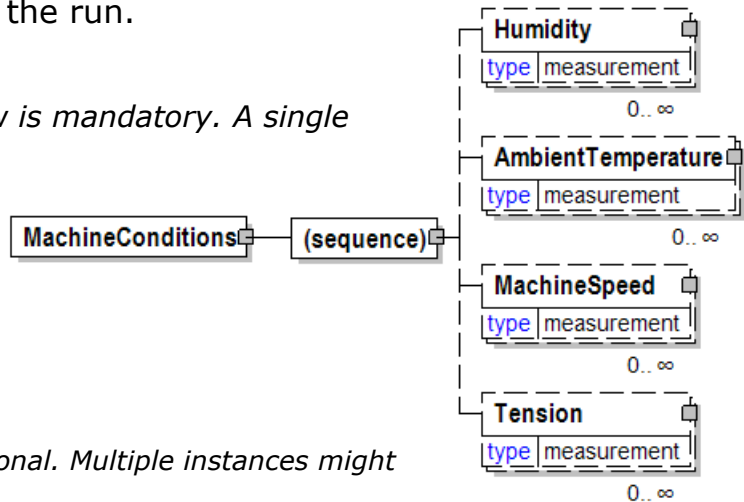 the run.
is mandatory. A single
onal. Multiple instances might
MachineConditions
(sequence)
Humidity
type measurement
0.. ∞
AmbientTemperature
type measurement
0.. ∞
MachineSpeed
type measurement
0.. ∞
Tension
type measurement
0.. ∞